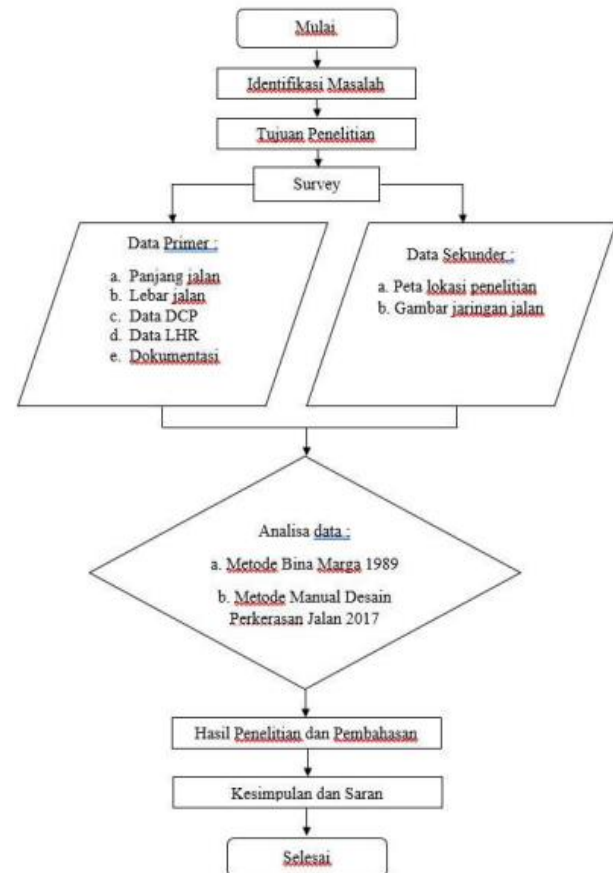 Mulai
Identifikasi Masalah
Tujuan Penelitian
Survey
Data Primer :
a. Panjang jalan
b. Lebar jalan
c. Data DCP
d. Data LHR
e. Dokumentasi
Data Sekunder :
a. Peta lokasi penelitian
b. Gambar jaringan jalan
Analisa data :
a. Metode Bina Marga 1989
b. Metode Manual Desain
Perkerasan Jalan 2017
Hasil Penelitian dan Pembahasan
Kesimpulan dan Saran
Selesai